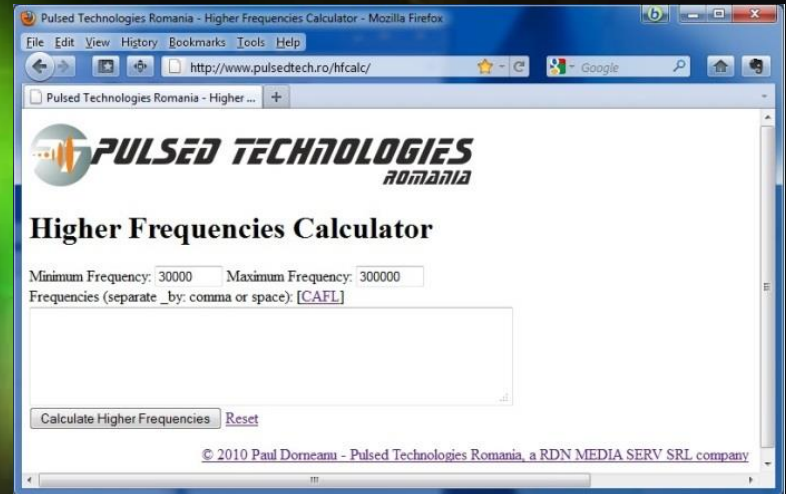 Pulsed Technologies Romania - Higher Frequencies Calculator - Mozilla Firefox
File Edit View History Bookmarks Tools Help
http://www.pulsedtech.ro/hfcalc/
Google
Pulsed Technologies Romania - Higher ...
PULSED TECHNOLOGIES
ROMANIA
Higher Frequencies Calculator
Minimum Frequency: 30000 Maximum Frequency: 300000
Frequencies (separate _by: comma or space): [CAFL]
Calculate Higher Frequencies Reset
© 2010 Paul Dorneanu - Pulsed Technologies Romania, a RDN MEDIA SERV SRL company